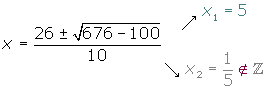 x₁ = 5
x = (26 ± √(676 − 100)) / 10
x₂ = 1/5 ∉ ℤ